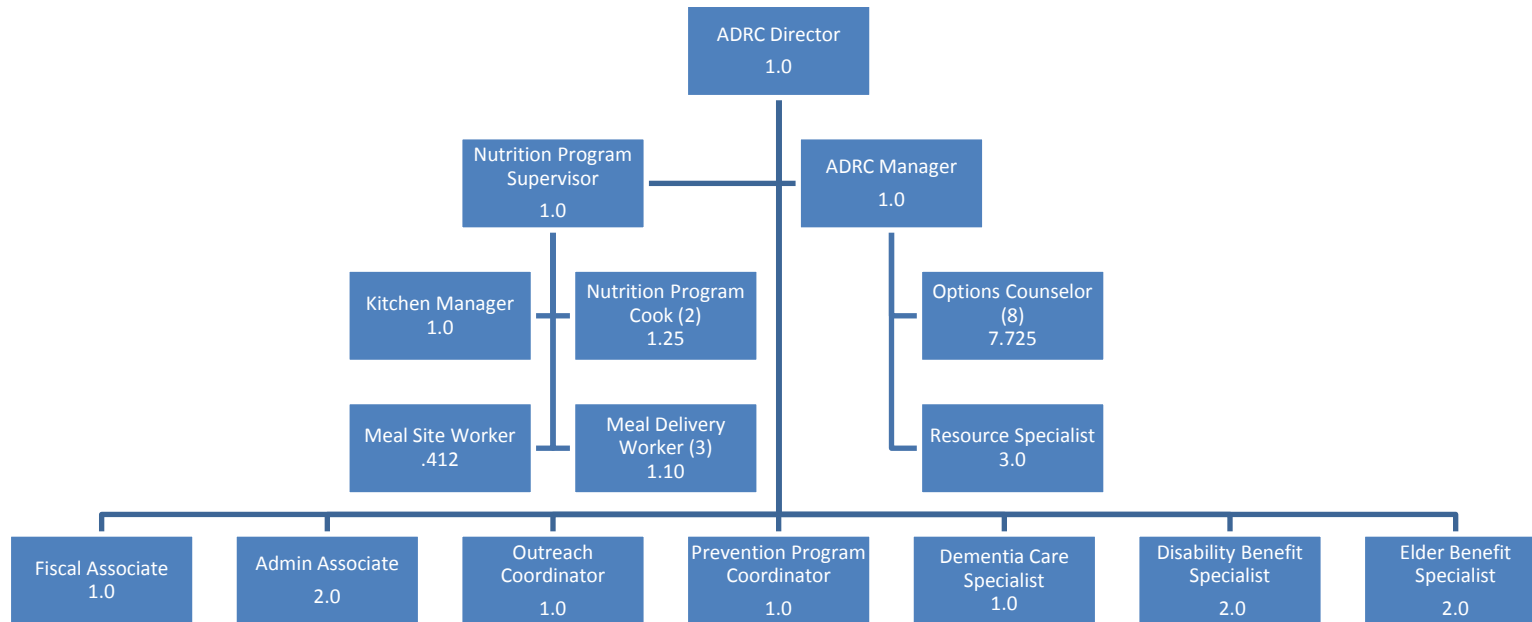 ADRC Director
1.0
Nutrition Program
Supervisor
1.0
ADRC Manager
1.0
Kitchen Manager
1.0
Nutrition Program
Cook (2)
1.25
Options Counselor
(8)
7.725
Meal Site Worker
.412
Meal Delivery
Worker (3)
1.10
Resource Specialist
3.0
Fiscal Associate
1.0
Admin Associate
2.0
Outreach
Coordinator
1.0
Prevention Program
Coordinator
1.0
Dementia Care
Specialist
1.0
Disability Benefit
Specialist
2.0
Elder Benefit
Specialist
2.0